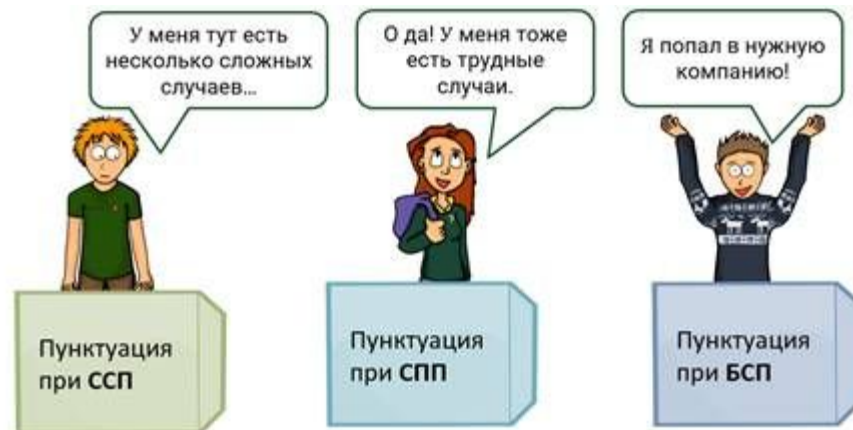 У меня тут есть
несколько сложных
случаев…
О да! У меня тоже
есть трудные
случаи.
Я попал в нужную
компанию!
Пунктуация
при ССП
Пунктуация
при СПП
Пунктуация
при БСП